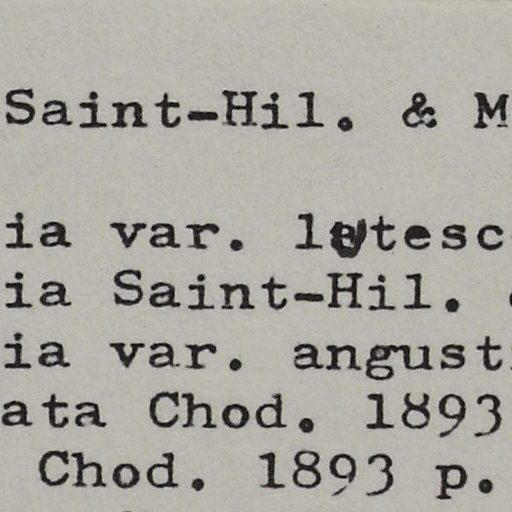 Saint-Hil. & M
ia var. lutesc
ia Saint-Hil.
ia var. angust
ata Chod. 1893
Chod. 1893 p.